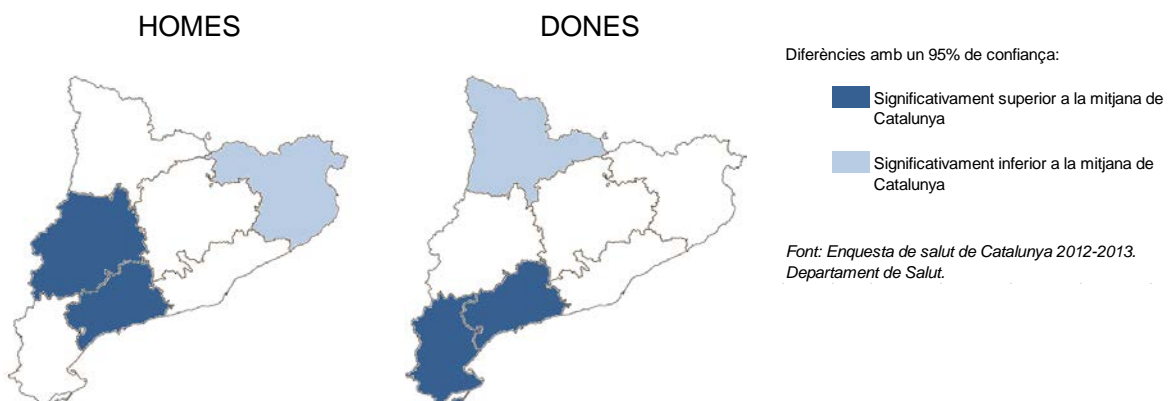 HOMES
DONES
Diferències amb un 95% de confiança:
Significativament superior a la mitjana de
Catalunya
Significativament inferior a la mitjana de
Catalunya
Font: Enquesta de salut de Catalunya 2012-2013.
Departament de Salut.